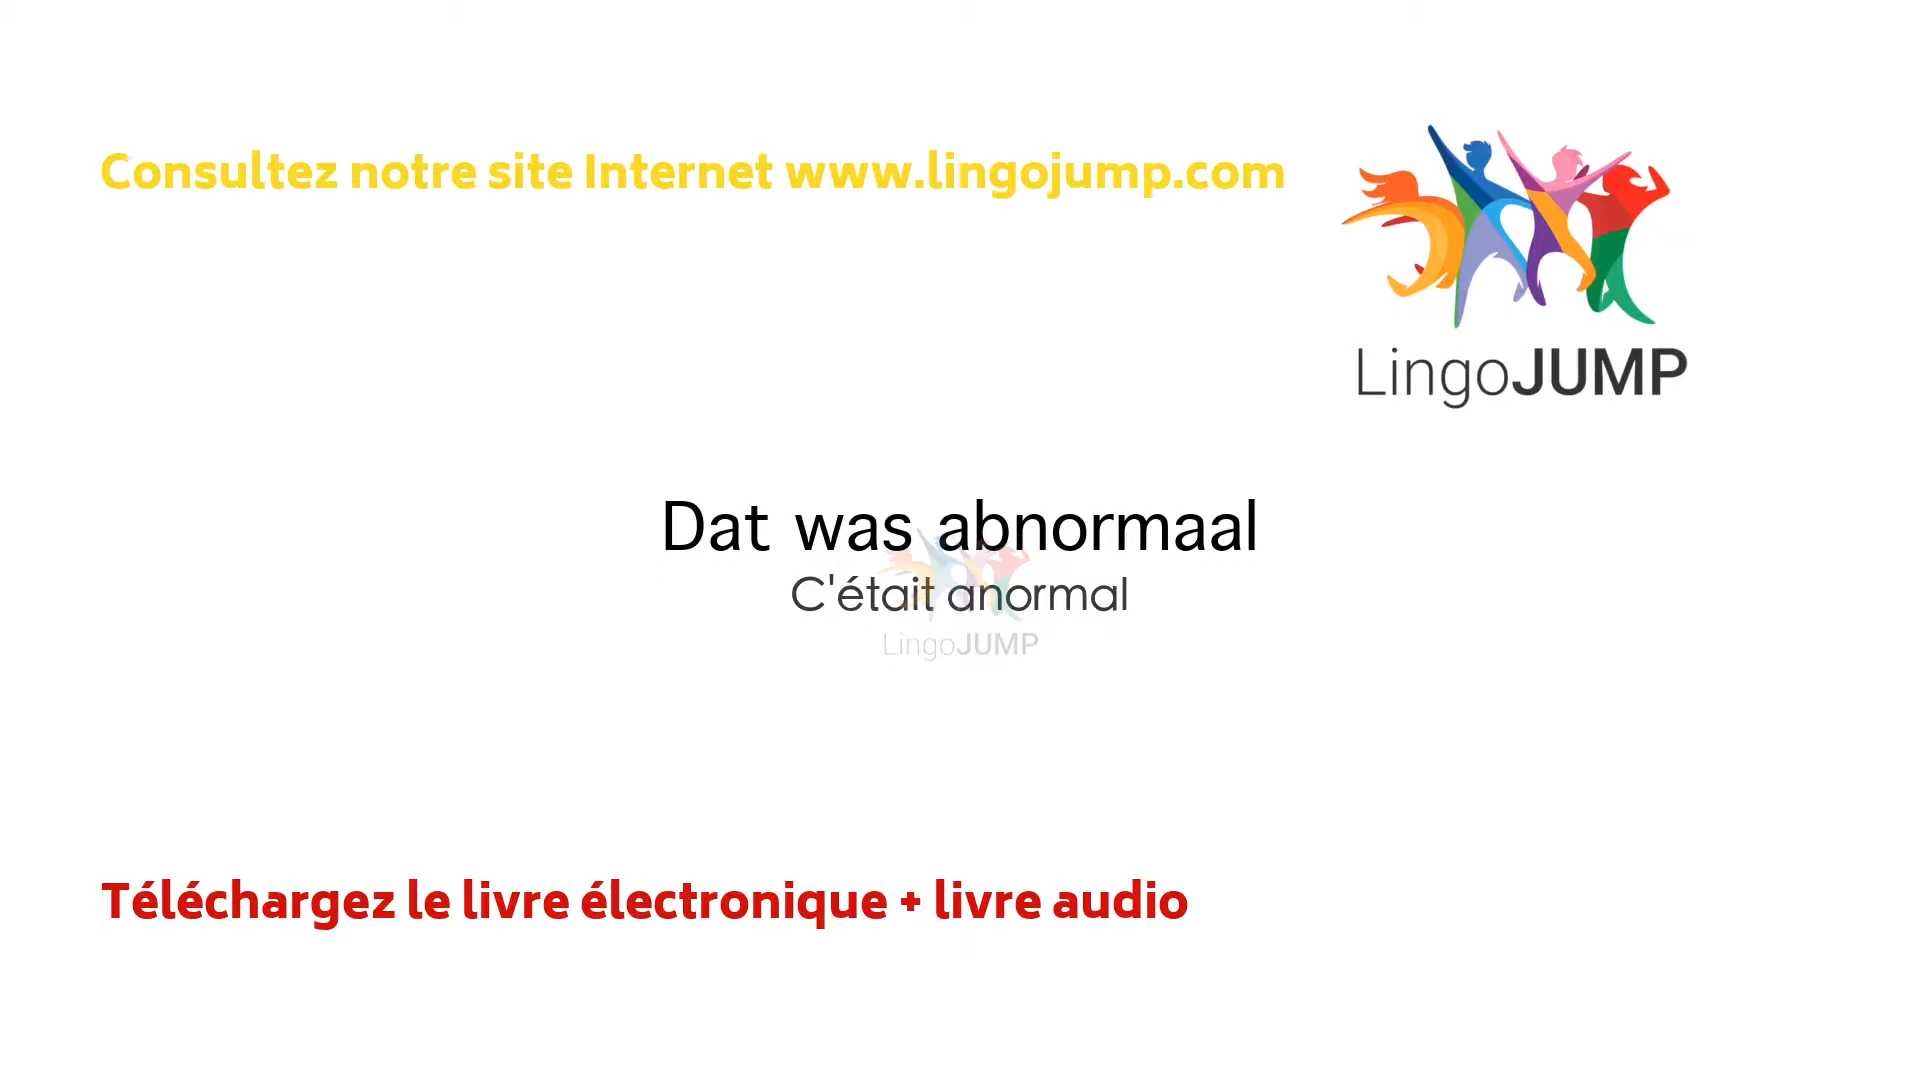 Consultez notre site Internet www.lingojump.com
LingoJUMP
Dat was abnormaal
C'était anormal
LingoJUMP
Téléchargez le livre électronique + livre audio